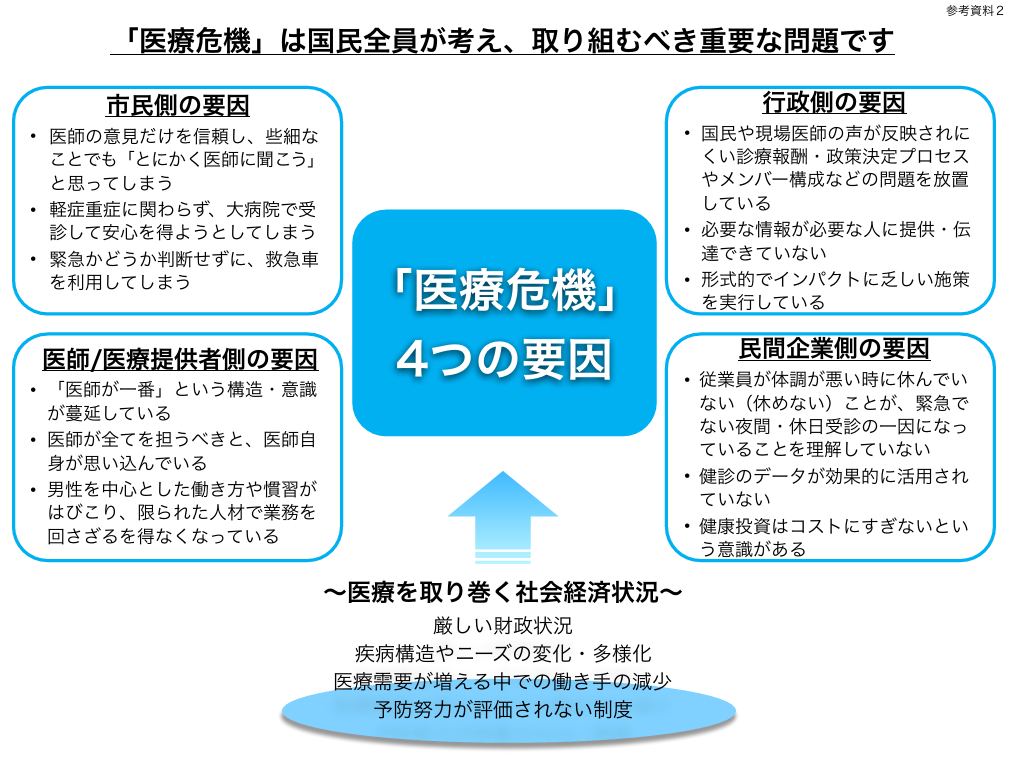 参考資料2
「医療危機」は国民全員が考え、取り組むべき重要な問題です
市民側の要因
• 医師の意見だけを信頼し、些細な
ことでも「とにかく医師に聞こう」
と思ってしまう
• 軽症重症に関わらず、大病院で受
診して安心を得ようとしてしまう
• 緊急かどうか判断せずに、救急車
を利用してしまう
行政側の要因
• 国民や現場医師の声が反映されに
くい診療報酬・政策決定プロセス
やメンバー構成などの問題を放置
している
• 必要な情報が必要な人に提供・伝
達できていない
• 形式的でインパクトに乏しい施策
を実行している
「医療危機」
4つの要因
医師/医療提供者側の要因
• 「医師が一番」という構造・意識
が蔓延している
• 医師が全てを担うべきと、医師自
身が思い込んでいる
• 男性を中心とした働き方や慣習が
はびこり、限られた人材で業務を
回さざるを得なくなっている
民間企業側の要因
• 従業員が体調が悪い時に休んでい
ない（休めない）ことが、緊急で
ない夜間・休日受診の一因になっ
ていることを理解していない
• 健診のデータが効果的に活用され
ていない
• 健康投資はコストにすぎないとい
う意識がある
〜医療を取り巻く社会経済状況〜
厳しい財政状況
疾病構造やニーズの変化・多様化
医療需要が増える中での働き手の減少
予防努力が評価されない制度